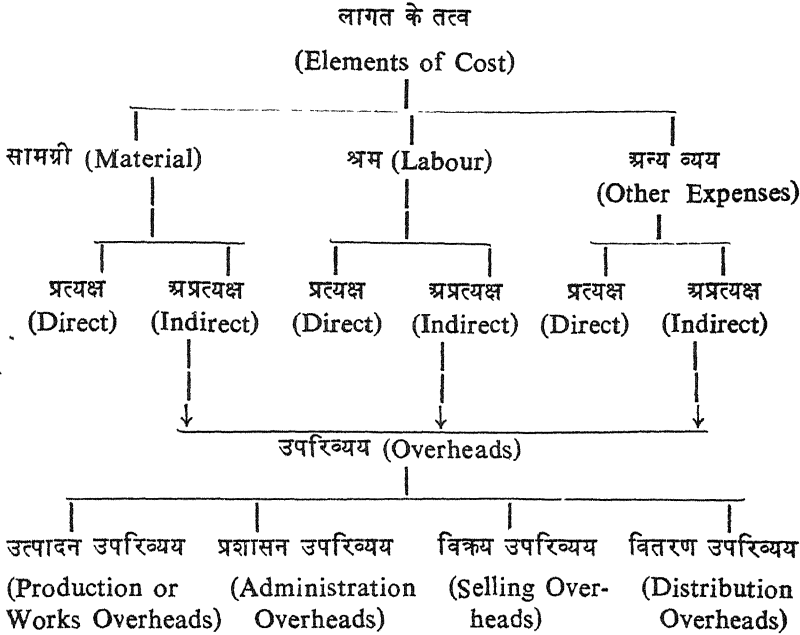 लागत के तत्व
(Elements of Cost)
सामग्री (Material) श्रम (Labour) अन्य व्यय
(Other Expenses)
प्रत्यक्ष अप्रत्यक्ष प्रत्यक्ष अप्रत्यक्ष प्रत्यक्ष अप्रत्यक्ष
(Direct) (Indirect) (Direct) (Indirect) (Direct) (Indirect)
उपरिव्यय (Overheads)
उत्पादन उपरिव्यय प्रशासन उपरिव्यय विक्रय उपरिव्यय वितरण उपरिव्यय
(Production or (Administration (Selling Over- (Distribution
Works Overheads) Overheads) heads) Overheads)